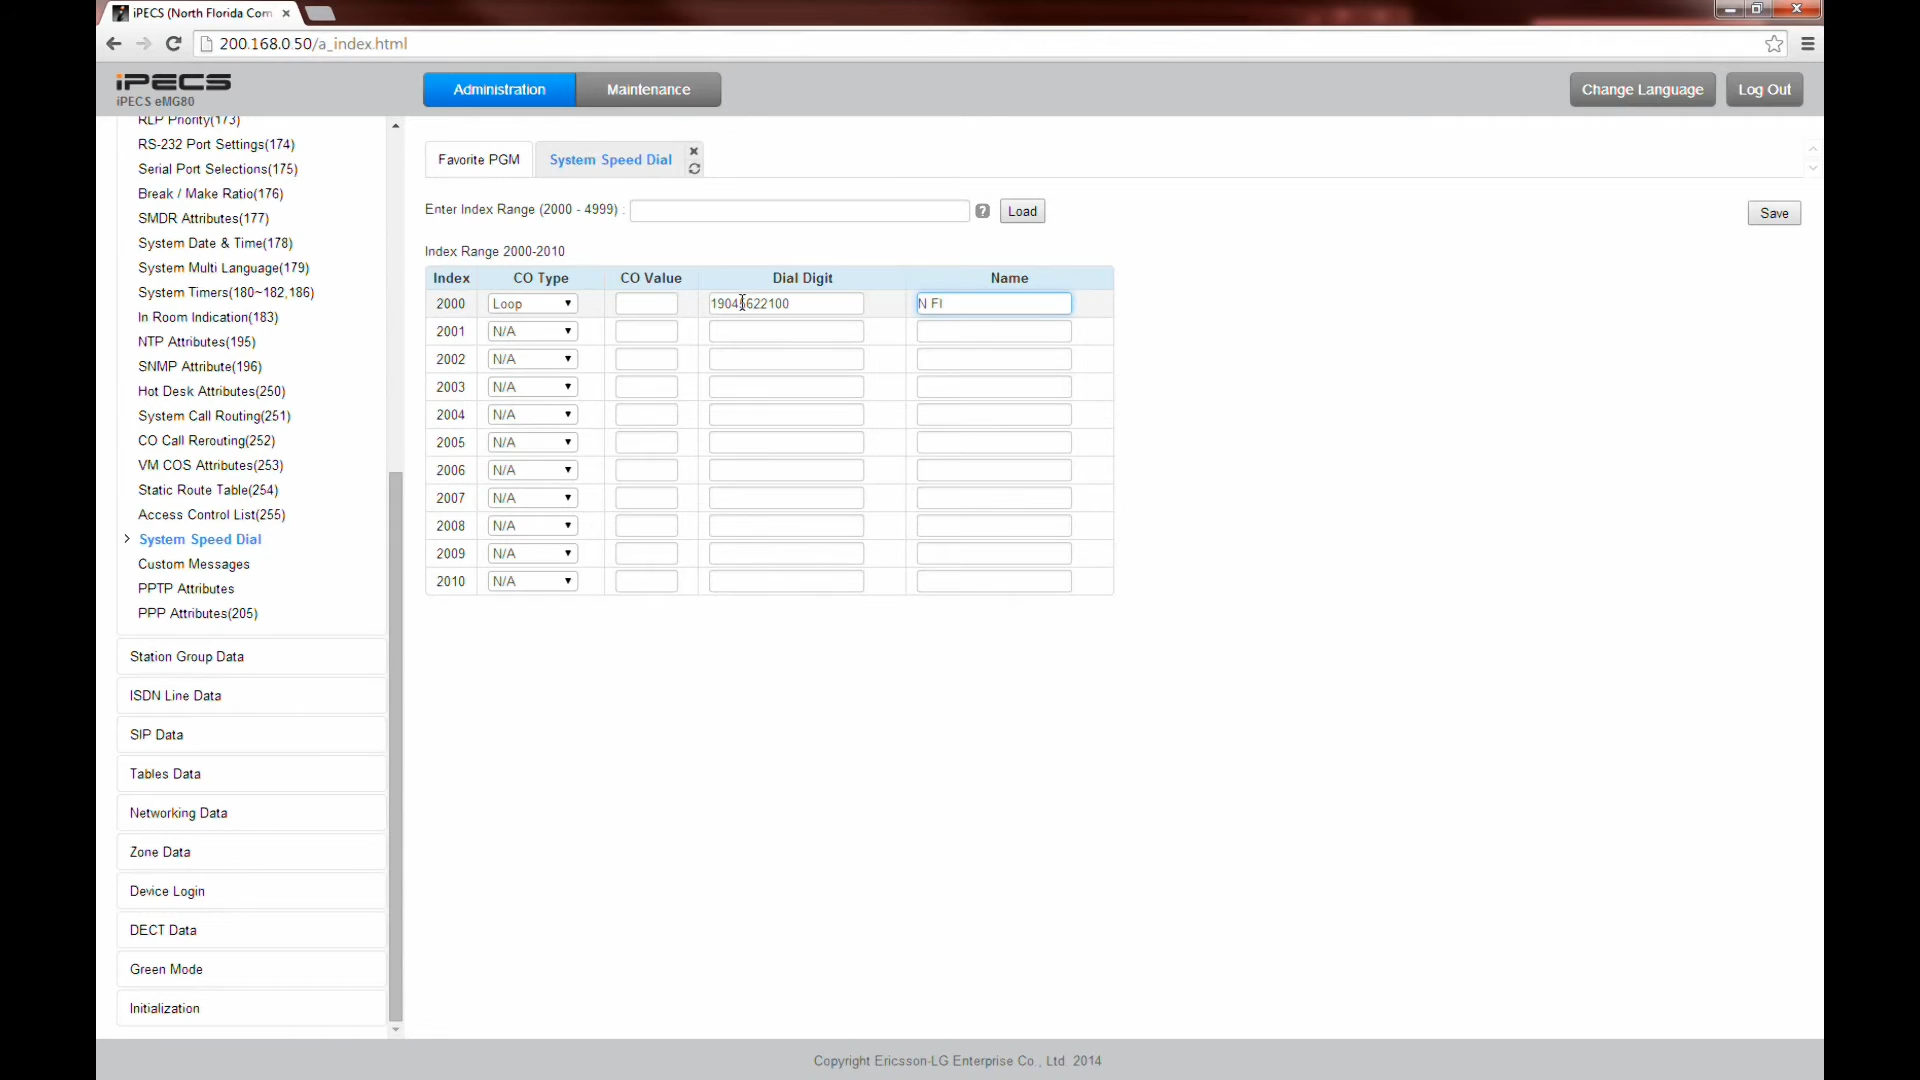 iPECS (North Florida Com
200.168.0.50/a_index.html
iPECS
iPECS eMG80
Administration
Maintenance
Change Language
Log Out
RLP Priority(173)
RS-232 Port Settings(174)
Serial Port Selections(175)
Break / Make Ratio(176)
SMDR Attributes(177)
System Date & Time(178)
System Multi Language(179)
System Timers(180~182,186)
In Room Indication(183)
NTP Attributes(195)
SNMP Attribute(196)
Hot Desk Attributes(250)
System Call Routing(251)
CO Call Rerouting(252)
VM COS Attributes(253)
Static Route Table(254)
Access Control List(255)
System Speed Dial
Custom Messages
PPTP Attributes
PPP Attributes(205)
Station Group Data
ISDN Line Data
SIP Data
Tables Data
Networking Data
Zone Data
Device Login
DECT Data
Green Mode
Initialization
Favorite PGM
System Speed Dial
Enter Index Range (2000 - 4999) :
?
Load
Save
Index Range 2000-2010
Index CO Type CO Value Dial Digit Name
2000 Loop N Fl
2001 N/A
2002 N/A
2003 N/A
2004 N/A
2005 N/A
2006 N/A
2007 N/A
2008 N/A
2009 N/A
2010 N/A
Copyright Ericsson-LG Enterprise Co., Ltd. 2014